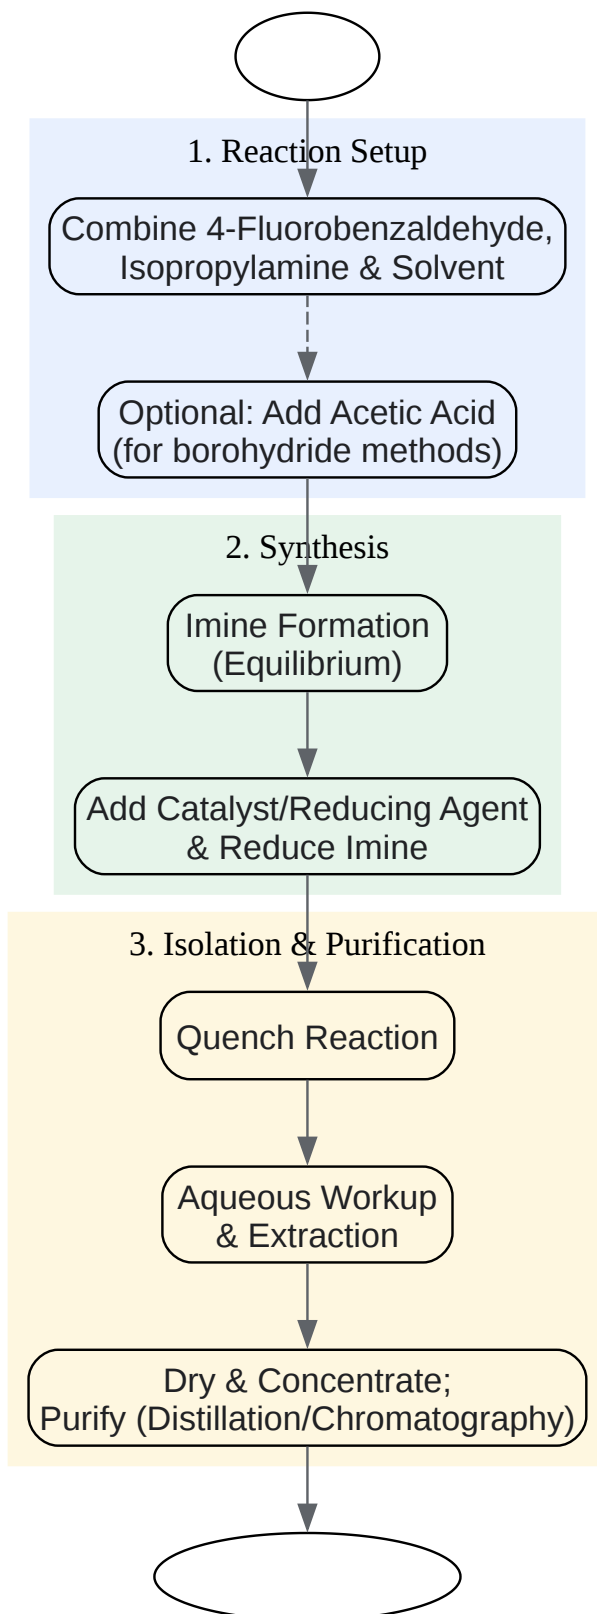 1. Reaction Setup
Combine 4-Fluorobenzaldehyde,
Isopropylamine & Solvent
Optional: Add Acetic Acid
(for borohydride methods)
2. Synthesis
Imine Formation
(Equilibrium)
Add Catalyst/Reducing Agent
& Reduce Imine
3. Isolation & Purification
Quench Reaction
Aqueous Workup
& Extraction
Dry & Concentrate;
Purify (Distillation/Chromatography)